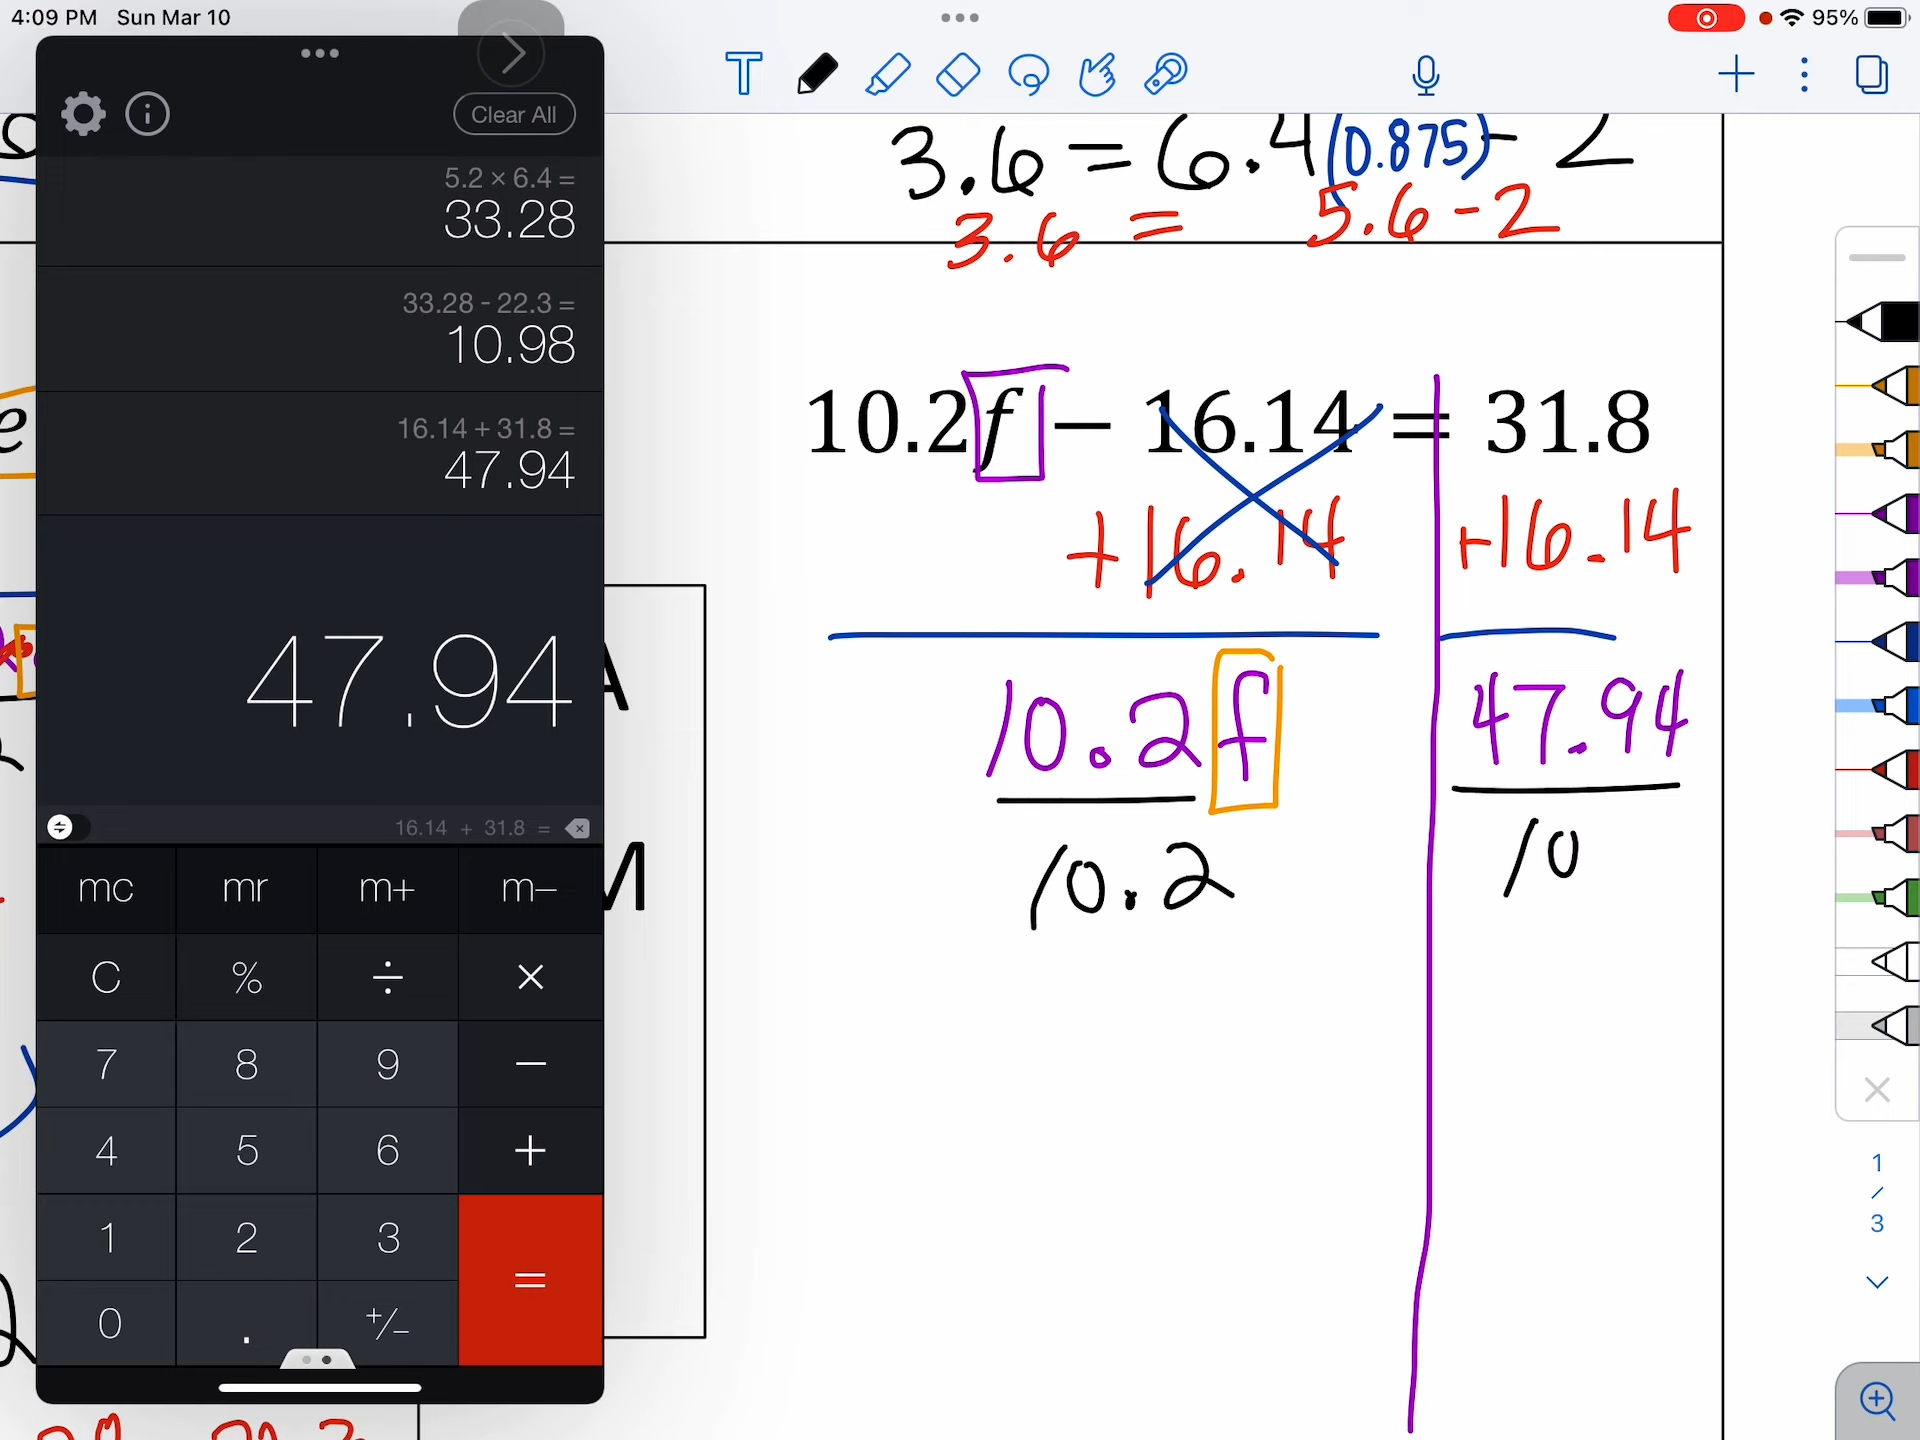 4:09 PM Sun Mar 10
95%
Clear All
5.2 × 6.4 =
33.28
33.28 - 22.3 =
10.98
16.14 + 31.8 =
47.94
47.94
16.14 + 31.8 =
mc mr m+ m−
C % ÷ ×
7 8 9 −
4 5 6 +
1 2 3 =
0 . +/−
e
A
M
3.6 = 6.4(0.875) - 2
3.6 = 5.6 - 2
10.2f − 16.14 = 31.8
+16.14 +16.14
10.2f 47.94
10.2 10
T
1
/
3